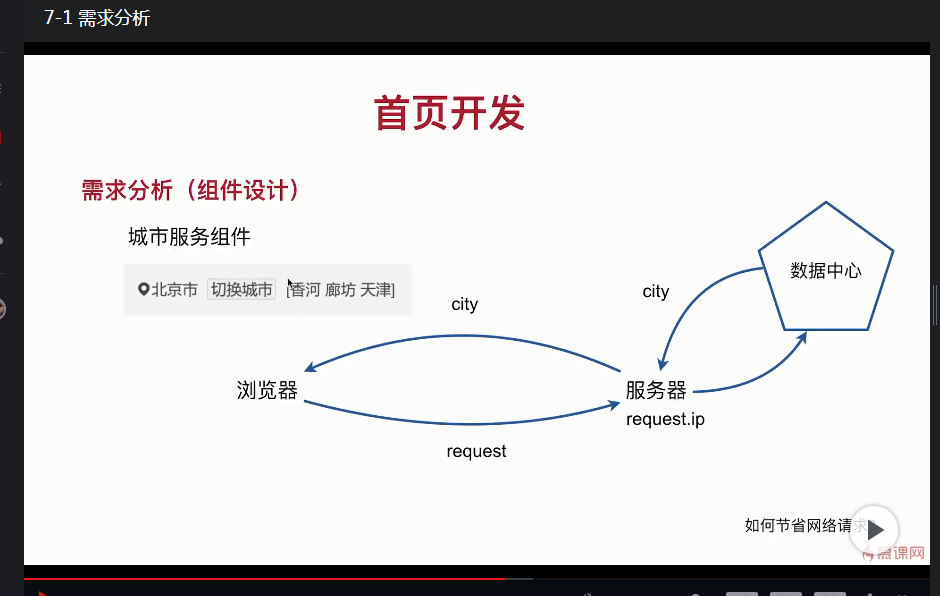 7-1 需求分析
首页开发
需求分析（组件设计）
城市服务组件
北京市 切换城市 [香河 廊坊 天津]
city
city
数据中心
浏览器
服务器
request.ip
request
如何节省网络请求
慕课网